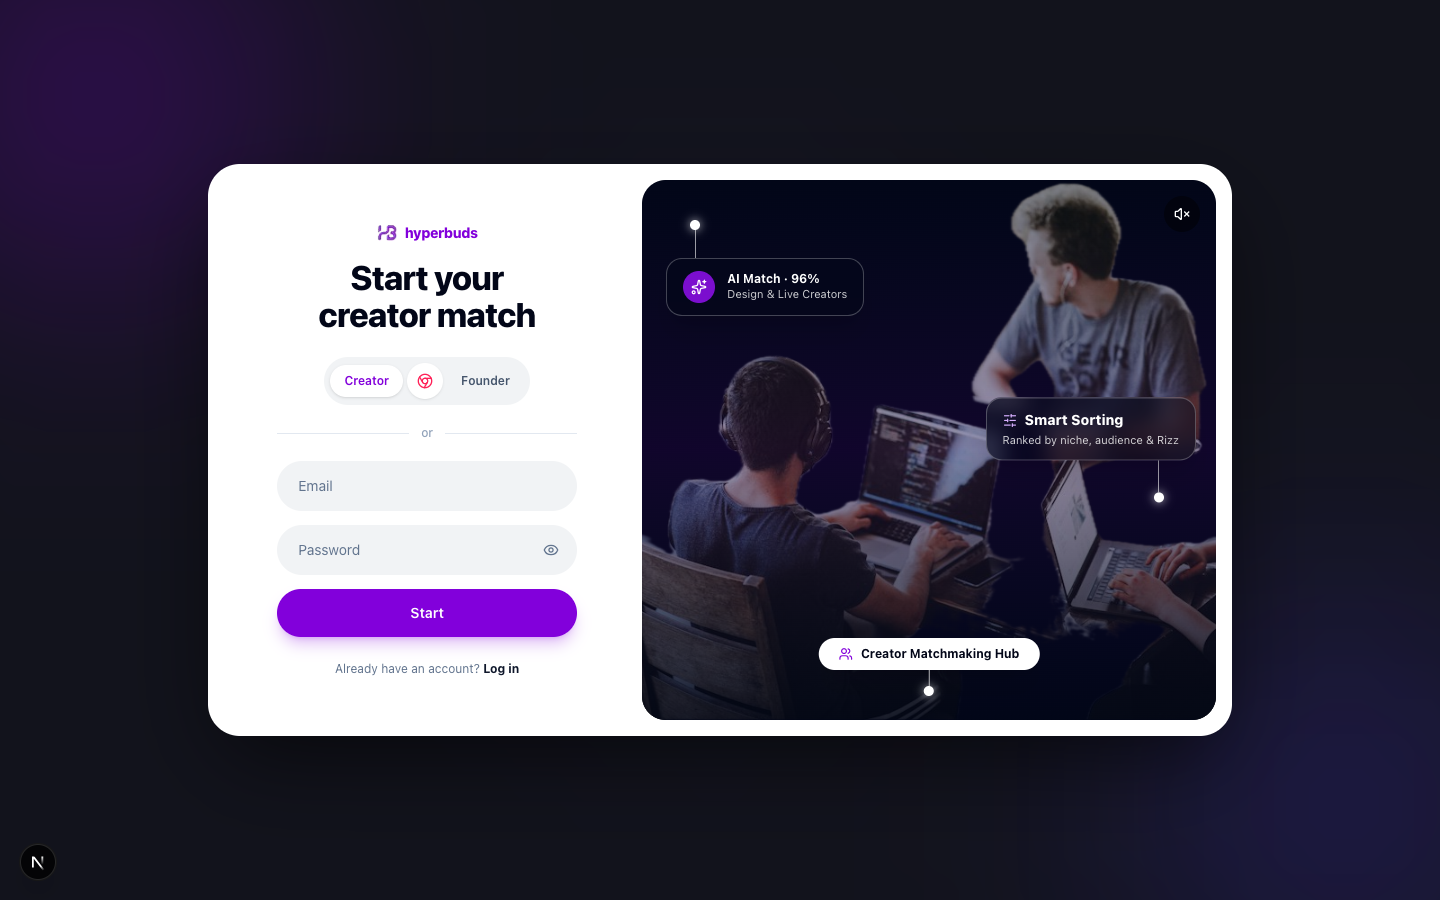 hyperbuds
Start your
creator match
Creator
Founder
or
Email
Password
Start
Already have an account? Log in
AI Match · 96%
Design & Live Creators
YEAR
Smart Sorting
Ranked by niche, audience & Rizz
Creator Matchmaking Hub
N